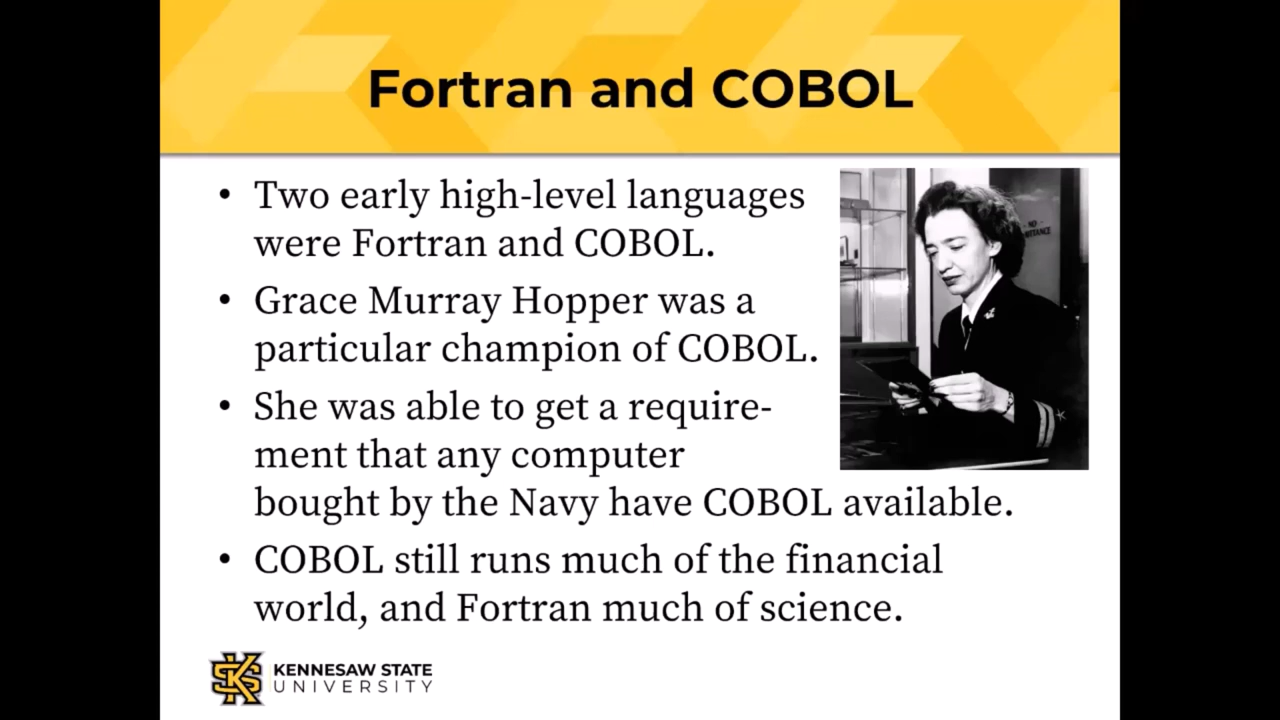 Fortran and COBOL
• Two early high-level languages
were Fortran and COBOL.
• Grace Murray Hopper was a
particular champion of COBOL.
• She was able to get a require-
ment that any computer
bought by the Navy have COBOL available.
• COBOL still runs much of the financial
world, and Fortran much of science.
KENNESAW STATE
UNIVERSITY